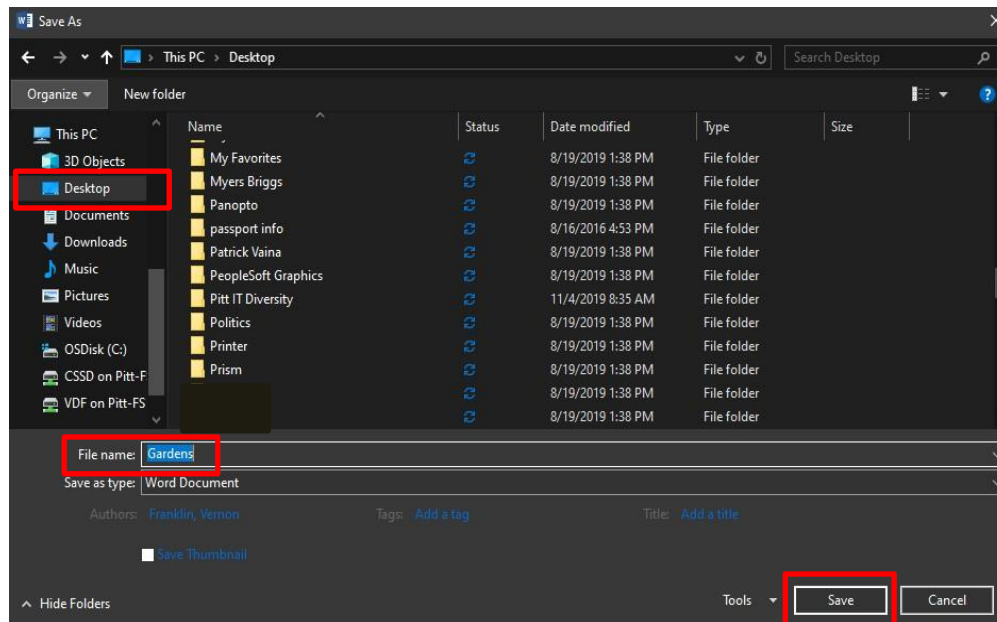 Save As
This PC > Desktop
Search Desktop
Organize
New folder
Name Status Date modified Type Size
This PC
3D Objects
Desktop
Documents
Downloads
Music
Pictures
Videos
OSDisk (C:)
CSSD on Pitt-F
VDF on Pitt-FS
My Favorites 8/19/2019 1:38 PM File folder
Myers Briggs 8/19/2019 1:38 PM File folder
Panopto 8/19/2019 1:38 PM File folder
passport info 8/16/2016 4:53 PM File folder
Patrick Vaina 8/19/2019 1:38 PM File folder
PeopleSoft Graphics 8/19/2019 1:38 PM File folder
Pitt IT Diversity 11/4/2019 8:35 AM File folder
Politics 8/19/2019 1:38 PM File folder
Printer 8/19/2019 1:38 PM File folder
Prism 8/19/2019 1:38 PM File folder
8/19/2019 1:38 PM File folder
8/19/2019 1:38 PM File folder
File name: Gardens
Save as type: Word Document
Authors: Franklin, Vernon Tags: Add a tag Title: Add a title
Save Thumbnail
Hide Folders
Tools Save Cancel